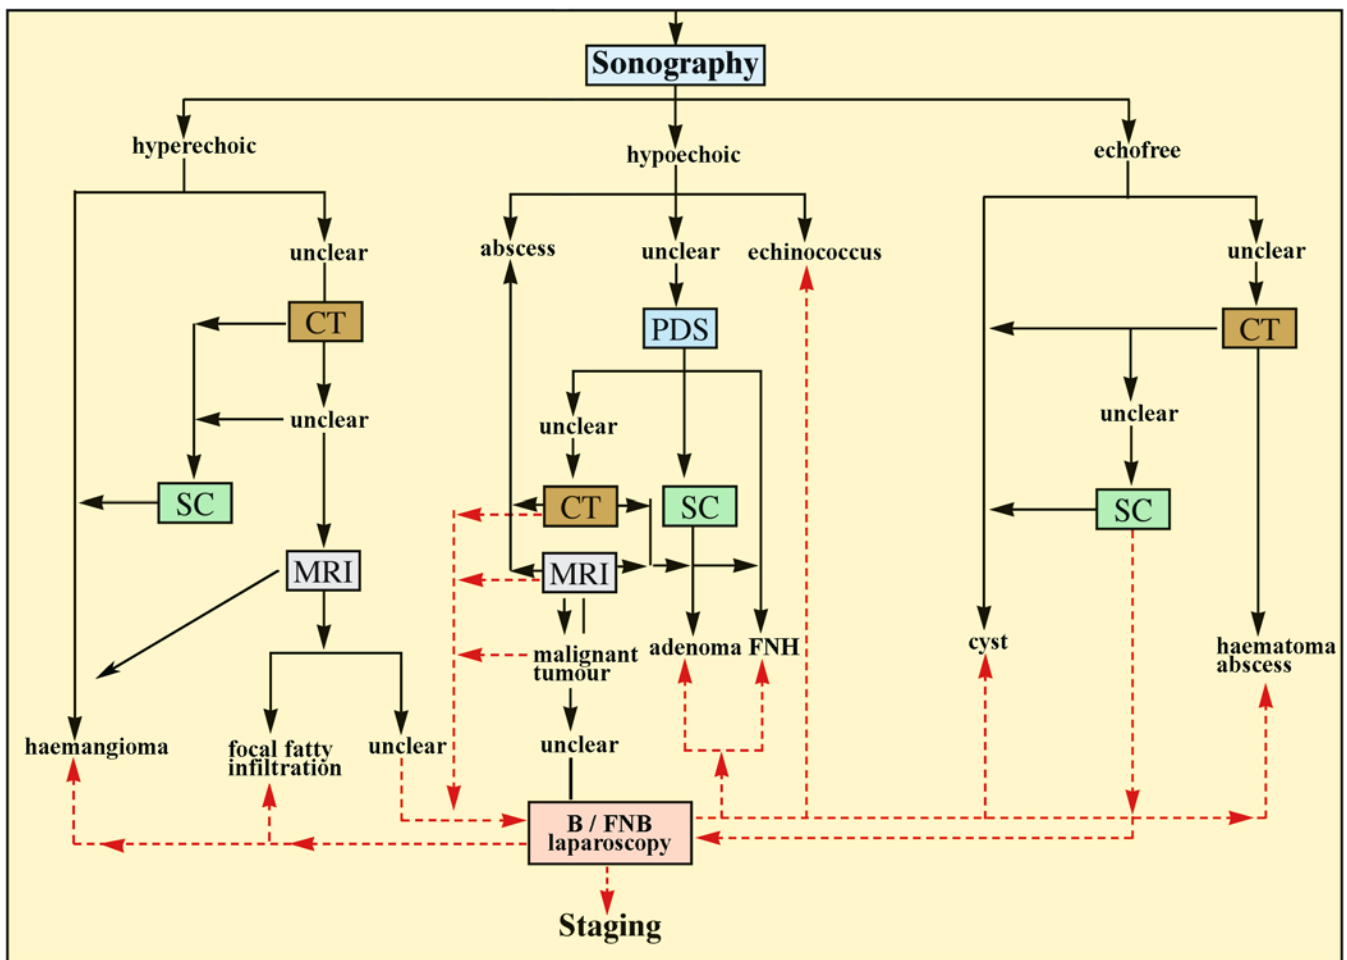 Sonography
hyperechoic
hypoechoic
echofree
unclear
abscess
unclear
echinococcus
unclear
CT
PDS
CT
unclear
unclear
unclear
SC
CT
SC
SC
MRI
MRI
malignant
tumour
adenoma
FNH
cyst
haematoma
abscess
haemangioma
focal fatty
infiltration
unclear
unclear
B / FNB
laparoscopy
Staging